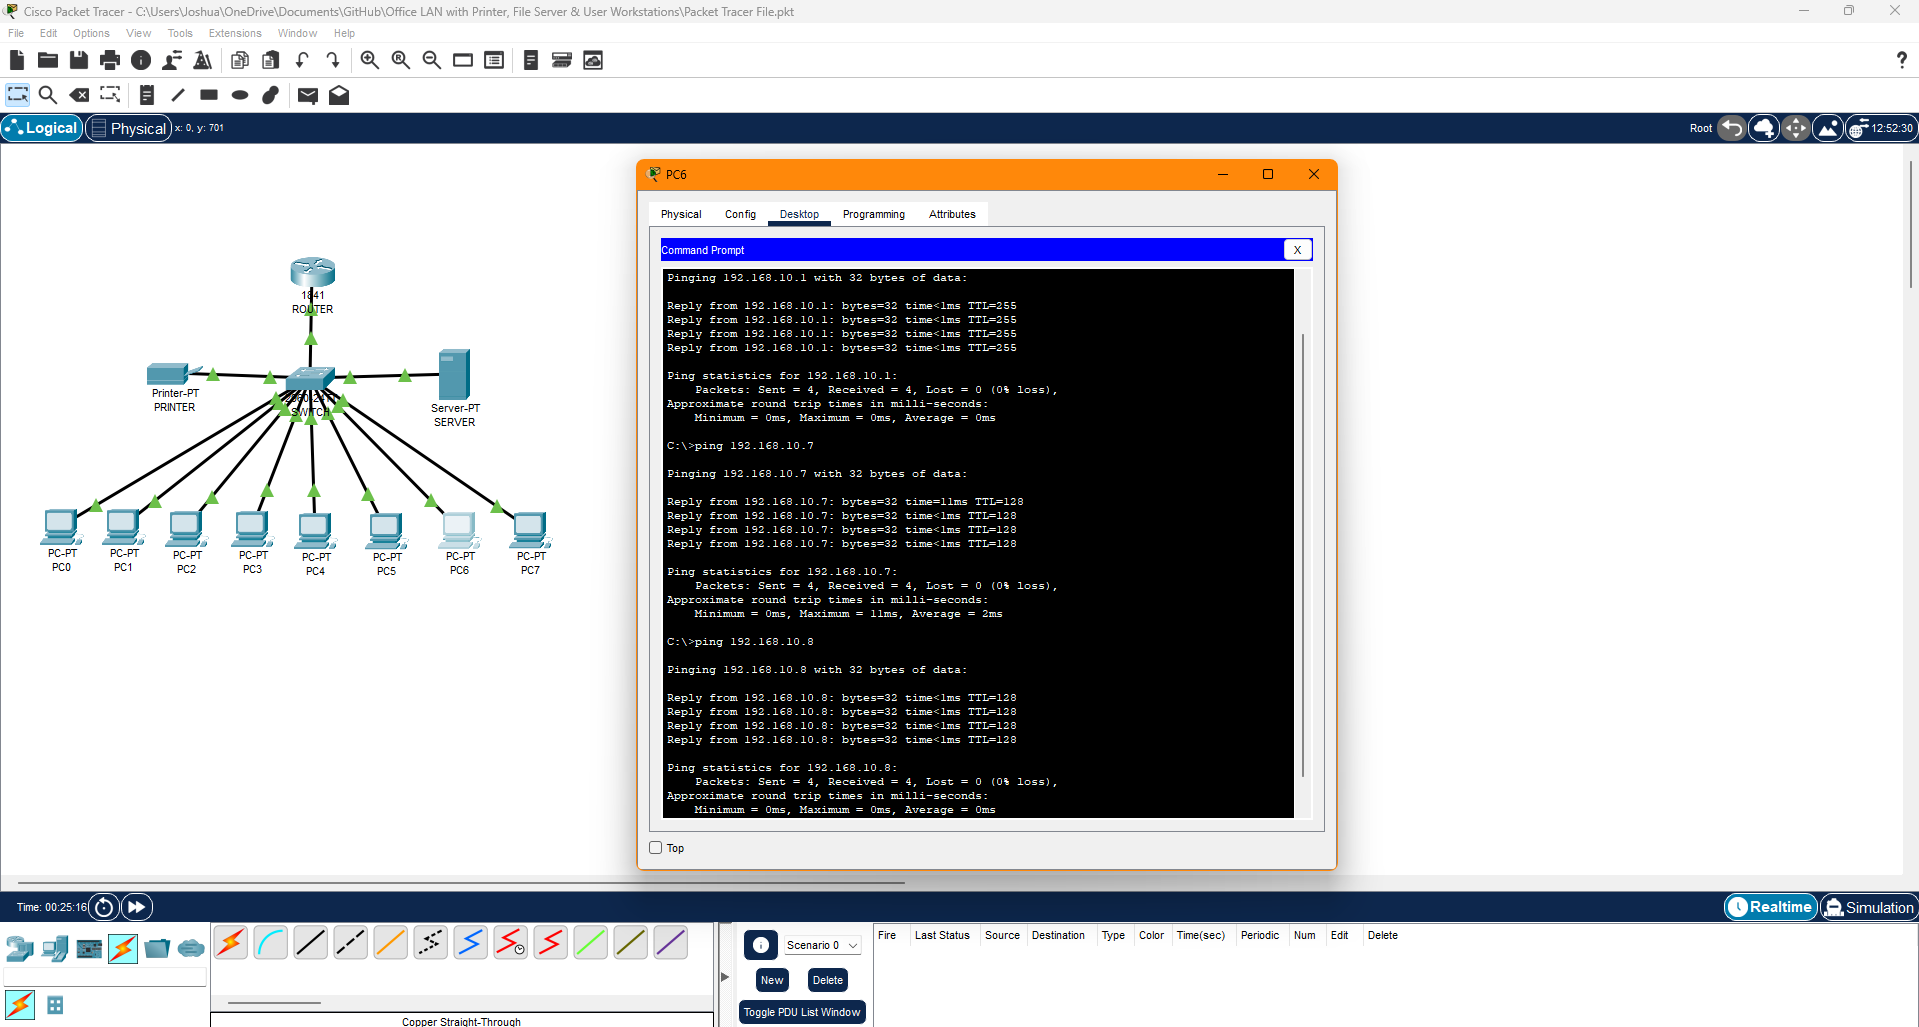 Cisco Packet Tracer - C:\Users\Joshua\OneDrive\Documents\GitHub\Office LAN with Printer, File Server & User Workstations\Packet Tracer File.pkt
File Edit Options View Tools Extensions Window Help
Logical Physical x: 0, y: 701 Root 12:52:30
PC6
Physical Config Desktop Programming Attributes
Command Prompt X
Pinging 192.168.10.1 with 32 bytes of data:
Reply from 192.168.10.1: bytes=32 time<1ms TTL=255
Reply from 192.168.10.1: bytes=32 time<1ms TTL=255
Reply from 192.168.10.1: bytes=32 time<1ms TTL=255
Reply from 192.168.10.1: bytes=32 time<1ms TTL=255
Ping statistics for 192.168.10.1:
Packets: Sent = 4, Received = 4, Lost = 0 (0% loss),
Approximate round trip times in milli-seconds:
Minimum = 0ms, Maximum = 0ms, Average = 0ms
C:\>ping 192.168.10.7
Pinging 192.168.10.7 with 32 bytes of data:
Reply from 192.168.10.7: bytes=32 time=11ms TTL=128
Reply from 192.168.10.7: bytes=32 time<1ms TTL=128
Reply from 192.168.10.7: bytes=32 time<1ms TTL=128
Reply from 192.168.10.7: bytes=32 time<1ms TTL=128
Ping statistics for 192.168.10.7:
Packets: Sent = 4, Received = 4, Lost = 0 (0% loss),
Approximate round trip times in milli-seconds:
Minimum = 0ms, Maximum = 11ms, Average = 2ms
C:\>ping 192.168.10.8
Pinging 192.168.10.8 with 32 bytes of data:
Reply from 192.168.10.8: bytes=32 time<1ms TTL=128
Reply from 192.168.10.8: bytes=32 time<1ms TTL=128
Reply from 192.168.10.8: bytes=32 time<1ms TTL=128
Reply from 192.168.10.8: bytes=32 time<1ms TTL=128
Ping statistics for 192.168.10.8:
Packets: Sent = 4, Received = 4, Lost = 0 (0% loss),
Approximate round trip times in milli-seconds:
Minimum = 0ms, Maximum = 0ms, Average = 0ms
Top
1841
ROUTER
Printer-PT
PRINTER
SWITCH
Server-PT
SERVER
PC-PT PC-PT PC-PT PC-PT PC-PT PC-PT PC-PT PC-PT
PC0 PC1 PC2 PC3 PC4 PC5 PC6 PC7
Time: 00:25:16 Realtime Simulation
Scenario 0
New Delete
Toggle PDU List Window
Fire Last Status Source Destination Type Color Time(sec) Periodic Num Edit Delete
Copper Straight-Through